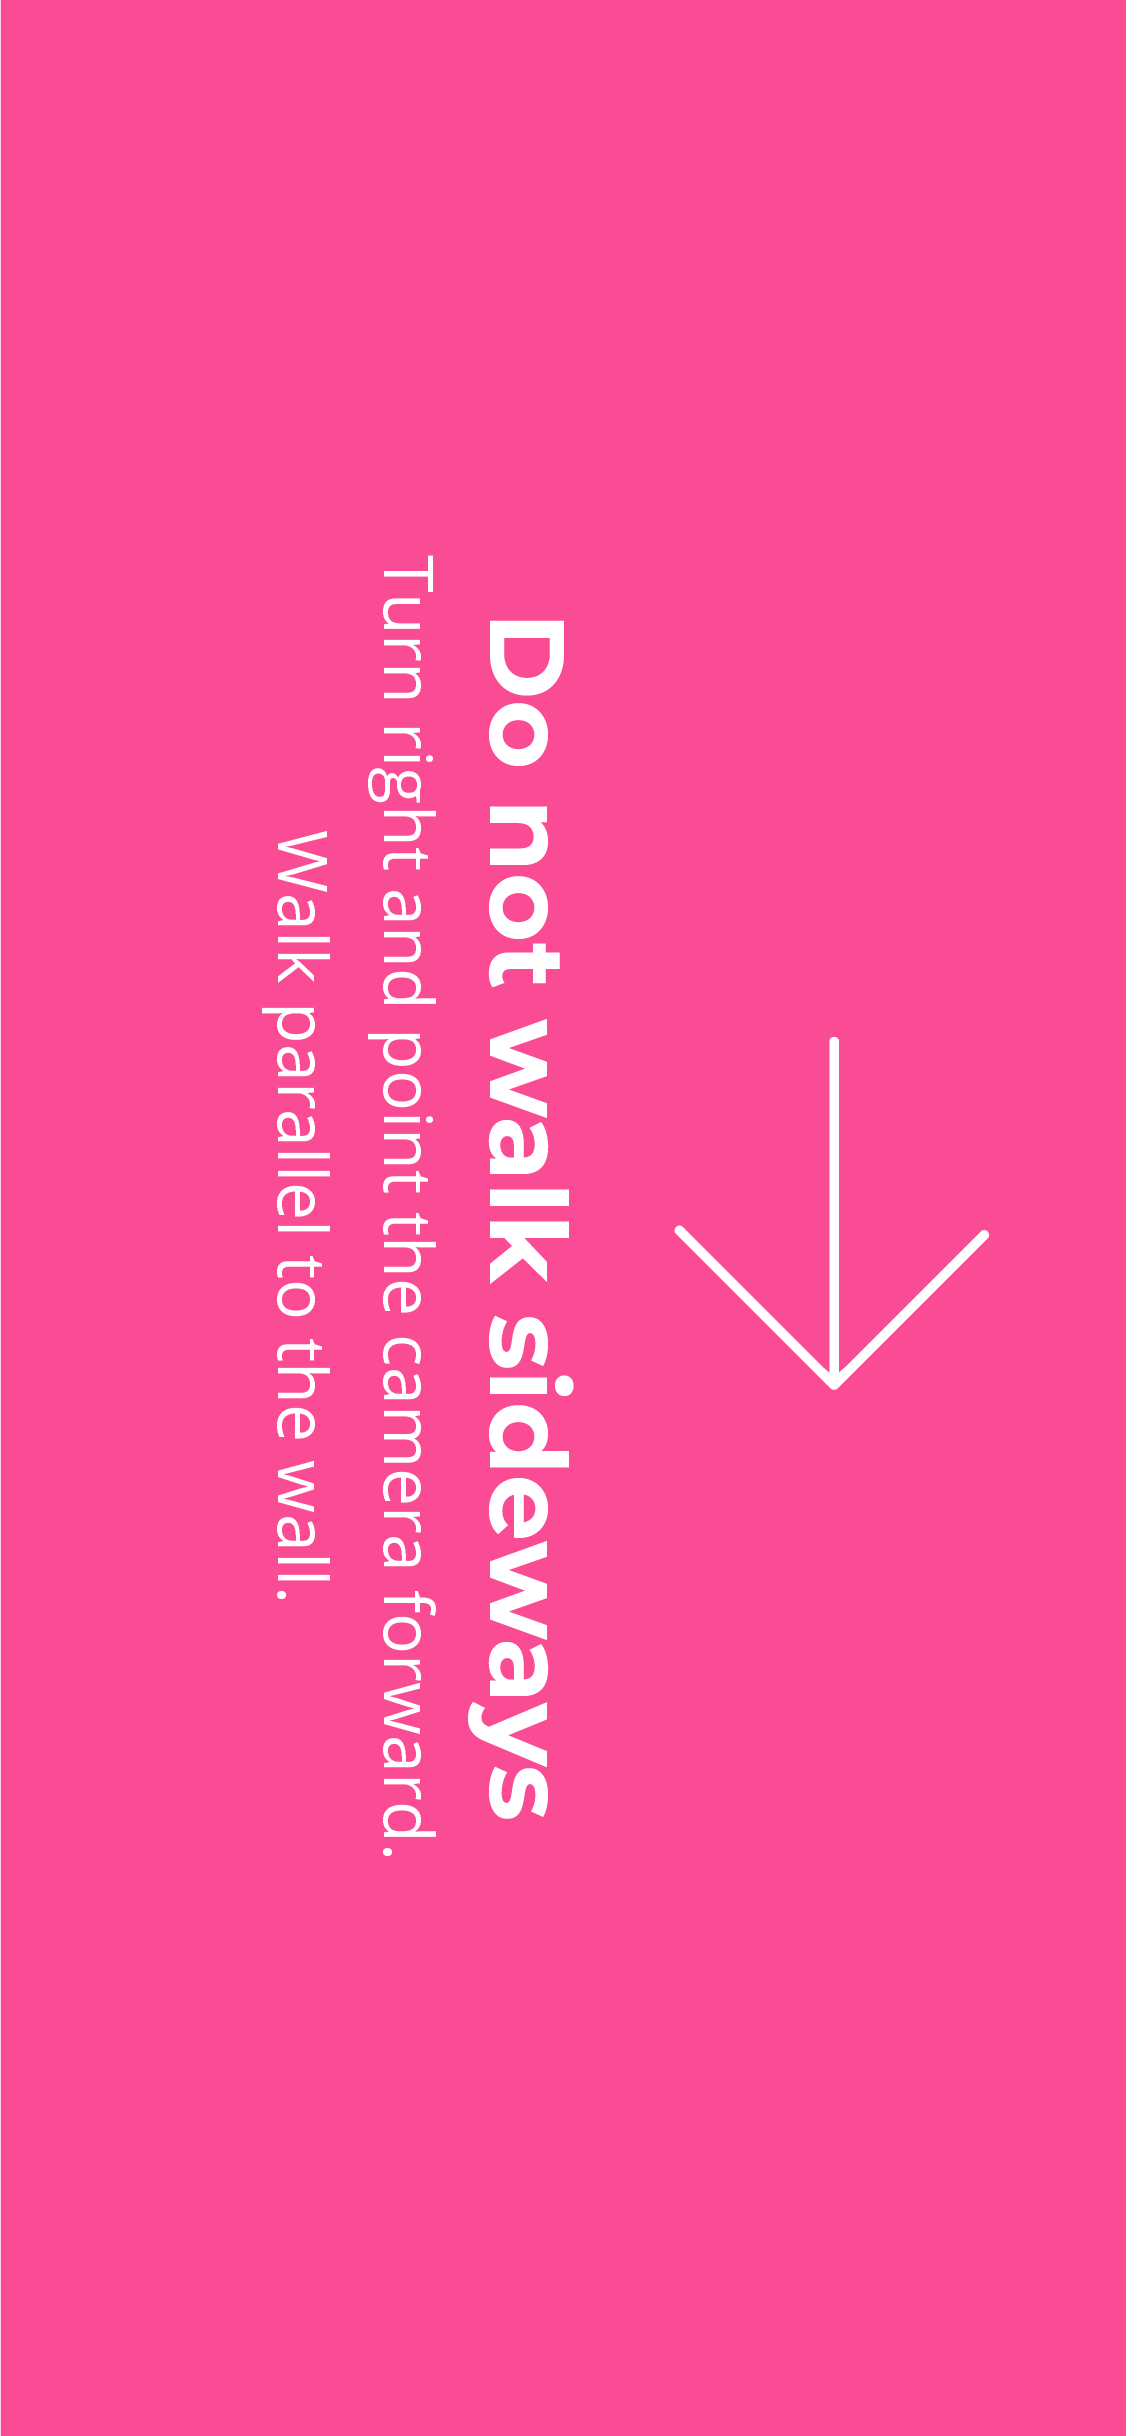 Do not walk sideways
Turn right and point the camera forward.
Walk parallel to the wall.